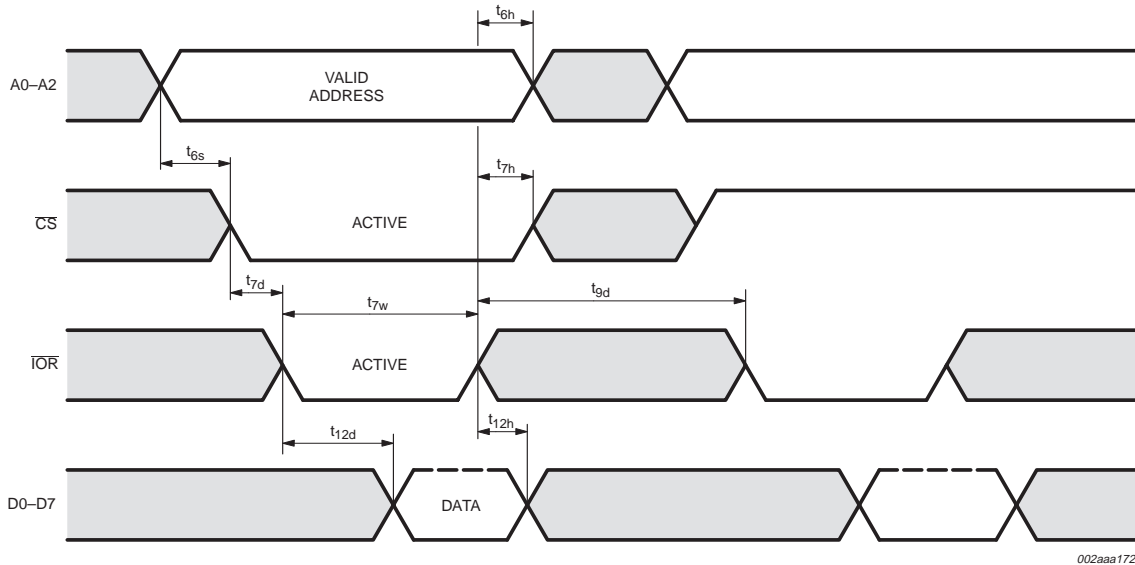 t6h
A0–A2
VALID
ADDRESS
t6s
t7h
CS
ACTIVE
t7d
t7w
t9d
IOR
ACTIVE
t12d
t12h
D0–D7
DATA
002aaa172